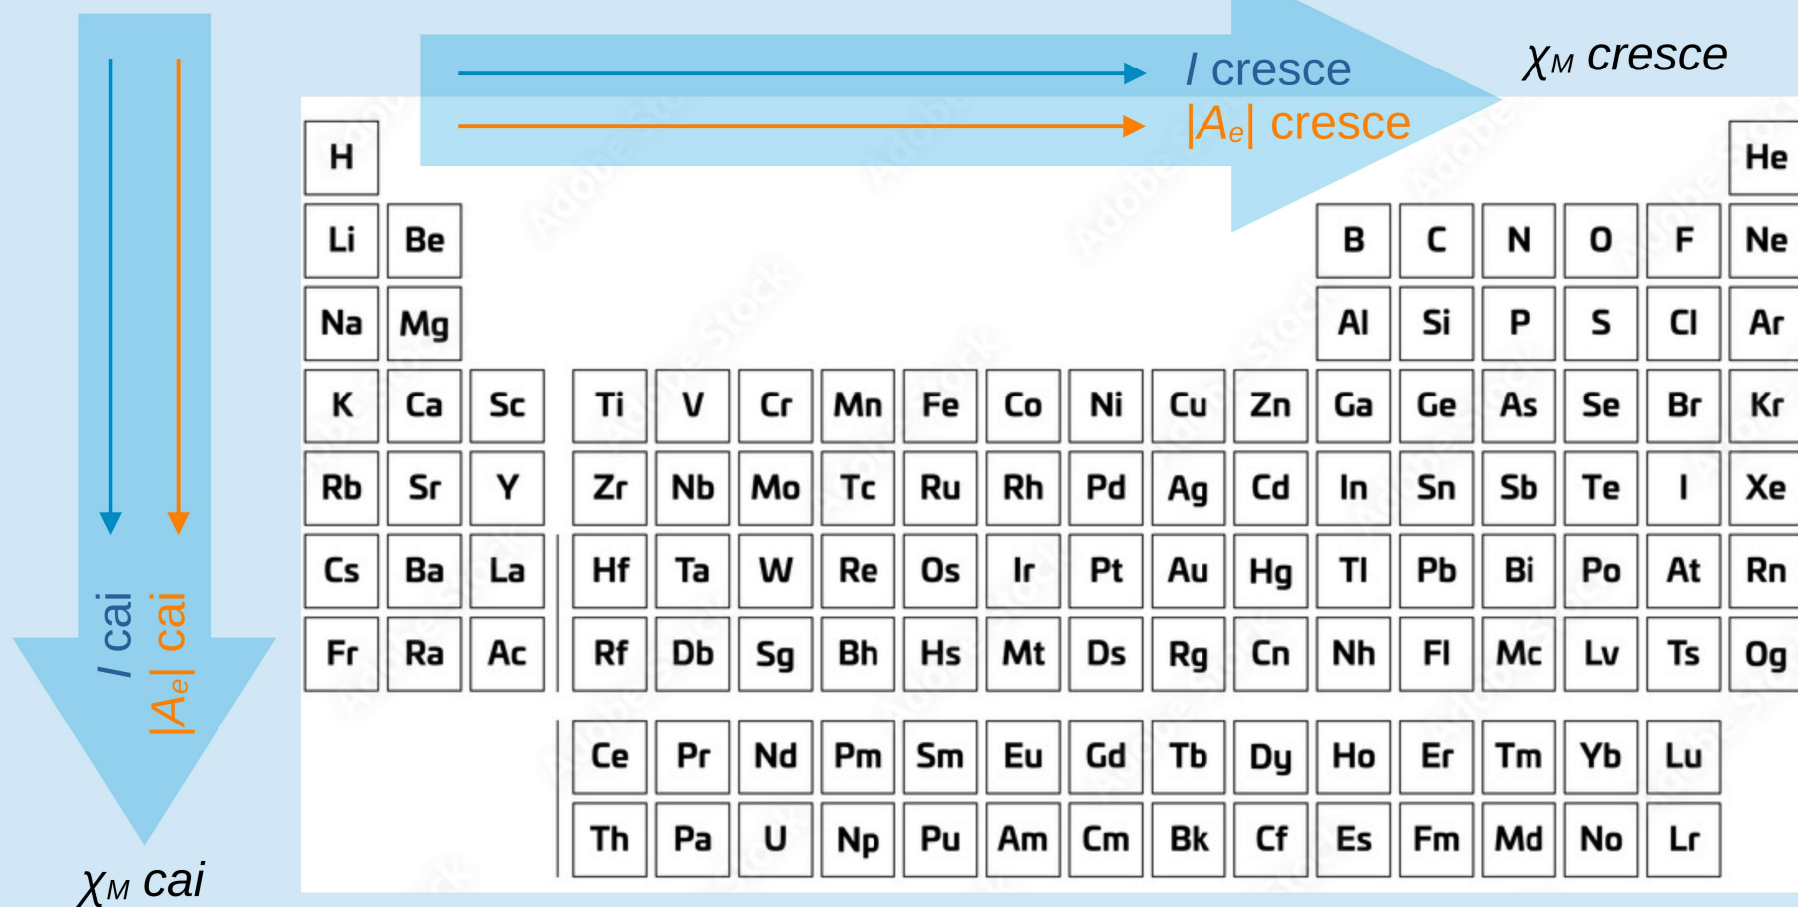 χM cresce
I cresce
|Ae| cresce
H He
Li Be B C N O F Ne
Na Mg Al Si P S Cl Ar
K Ca Sc Ti V Cr Mn Fe Co Ni Cu Zn Ga Ge As Se Br Kr
Rb Sr Y Zr Nb Mo Tc Ru Rh Pd Ag Cd In Sn Sb Te I Xe
Cs Ba La Hf Ta W Re Os Ir Pt Au Hg Tl Pb Bi Po At Rn
Fr Ra Ac Rf Db Sg Bh Hs Mt Ds Rg Cn Nh Fl Mc Lv Ts Og
Ce Pr Nd Pm Sm Eu Gd Tb Dy Ho Er Tm Yb Lu
Th Pa U Np Pu Am Cm Bk Cf Es Fm Md No Lr
I cai
|Ae| cai
χM cai
Adobe Stock